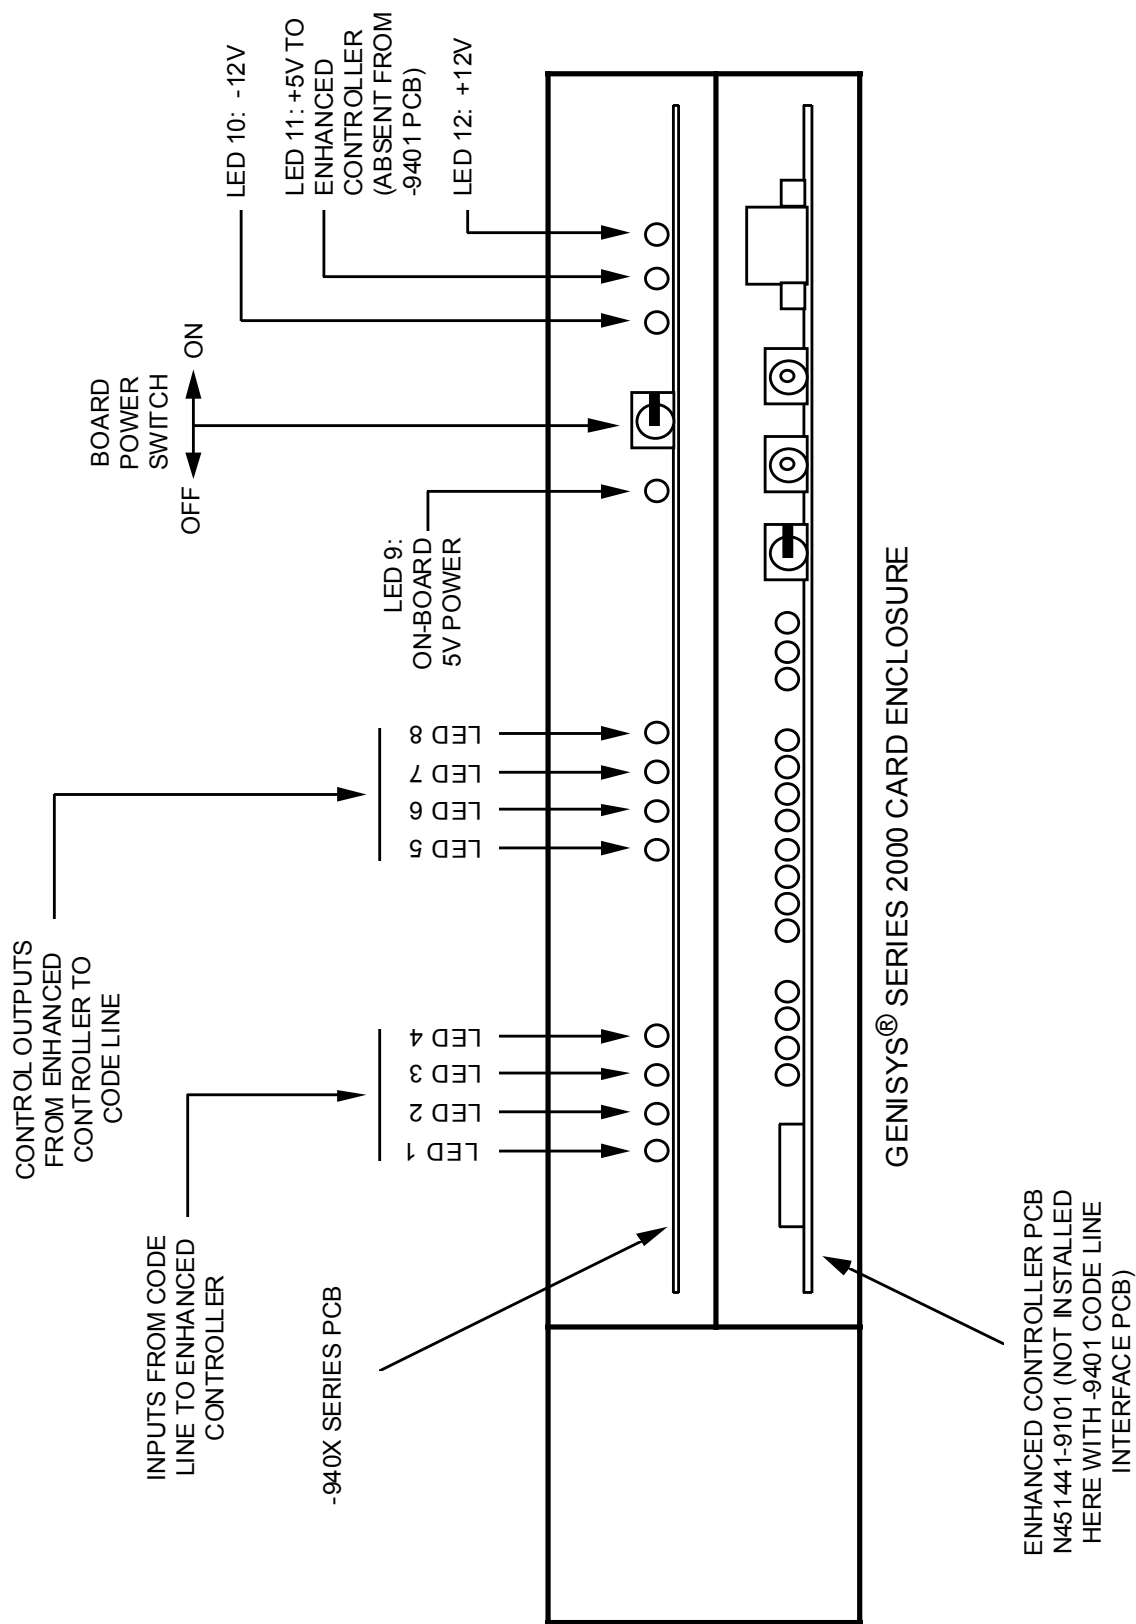 CONTROL OUTPUTS
FROM ENHANCED
CONTROLLER TO
CODE LINE
INPUTS FROM CODE
LINE TO ENHANCED
CONTROLLER
-940X SERIES PCB
LED 1
LED 2
LED 3
LED 4
LED 5
LED 6
LED 7
LED 8
LED 9:
ON-BOARD
5V POWER
BOARD
POWER
SWITCH
OFF
ON
LED 10: -12V
LED 11: +5V TO
ENHANCED
CONTROLLER
(ABSENT FROM
-9401 PCB)
LED 12: +12V
GENISYS® SERIES 2000 CARD ENCLOSURE
ENHANCED CONTROLLER PCB
N451441-9101 (NOT INSTALLED
HERE WITH -9401 CODE LINE
INTERFACE PCB)